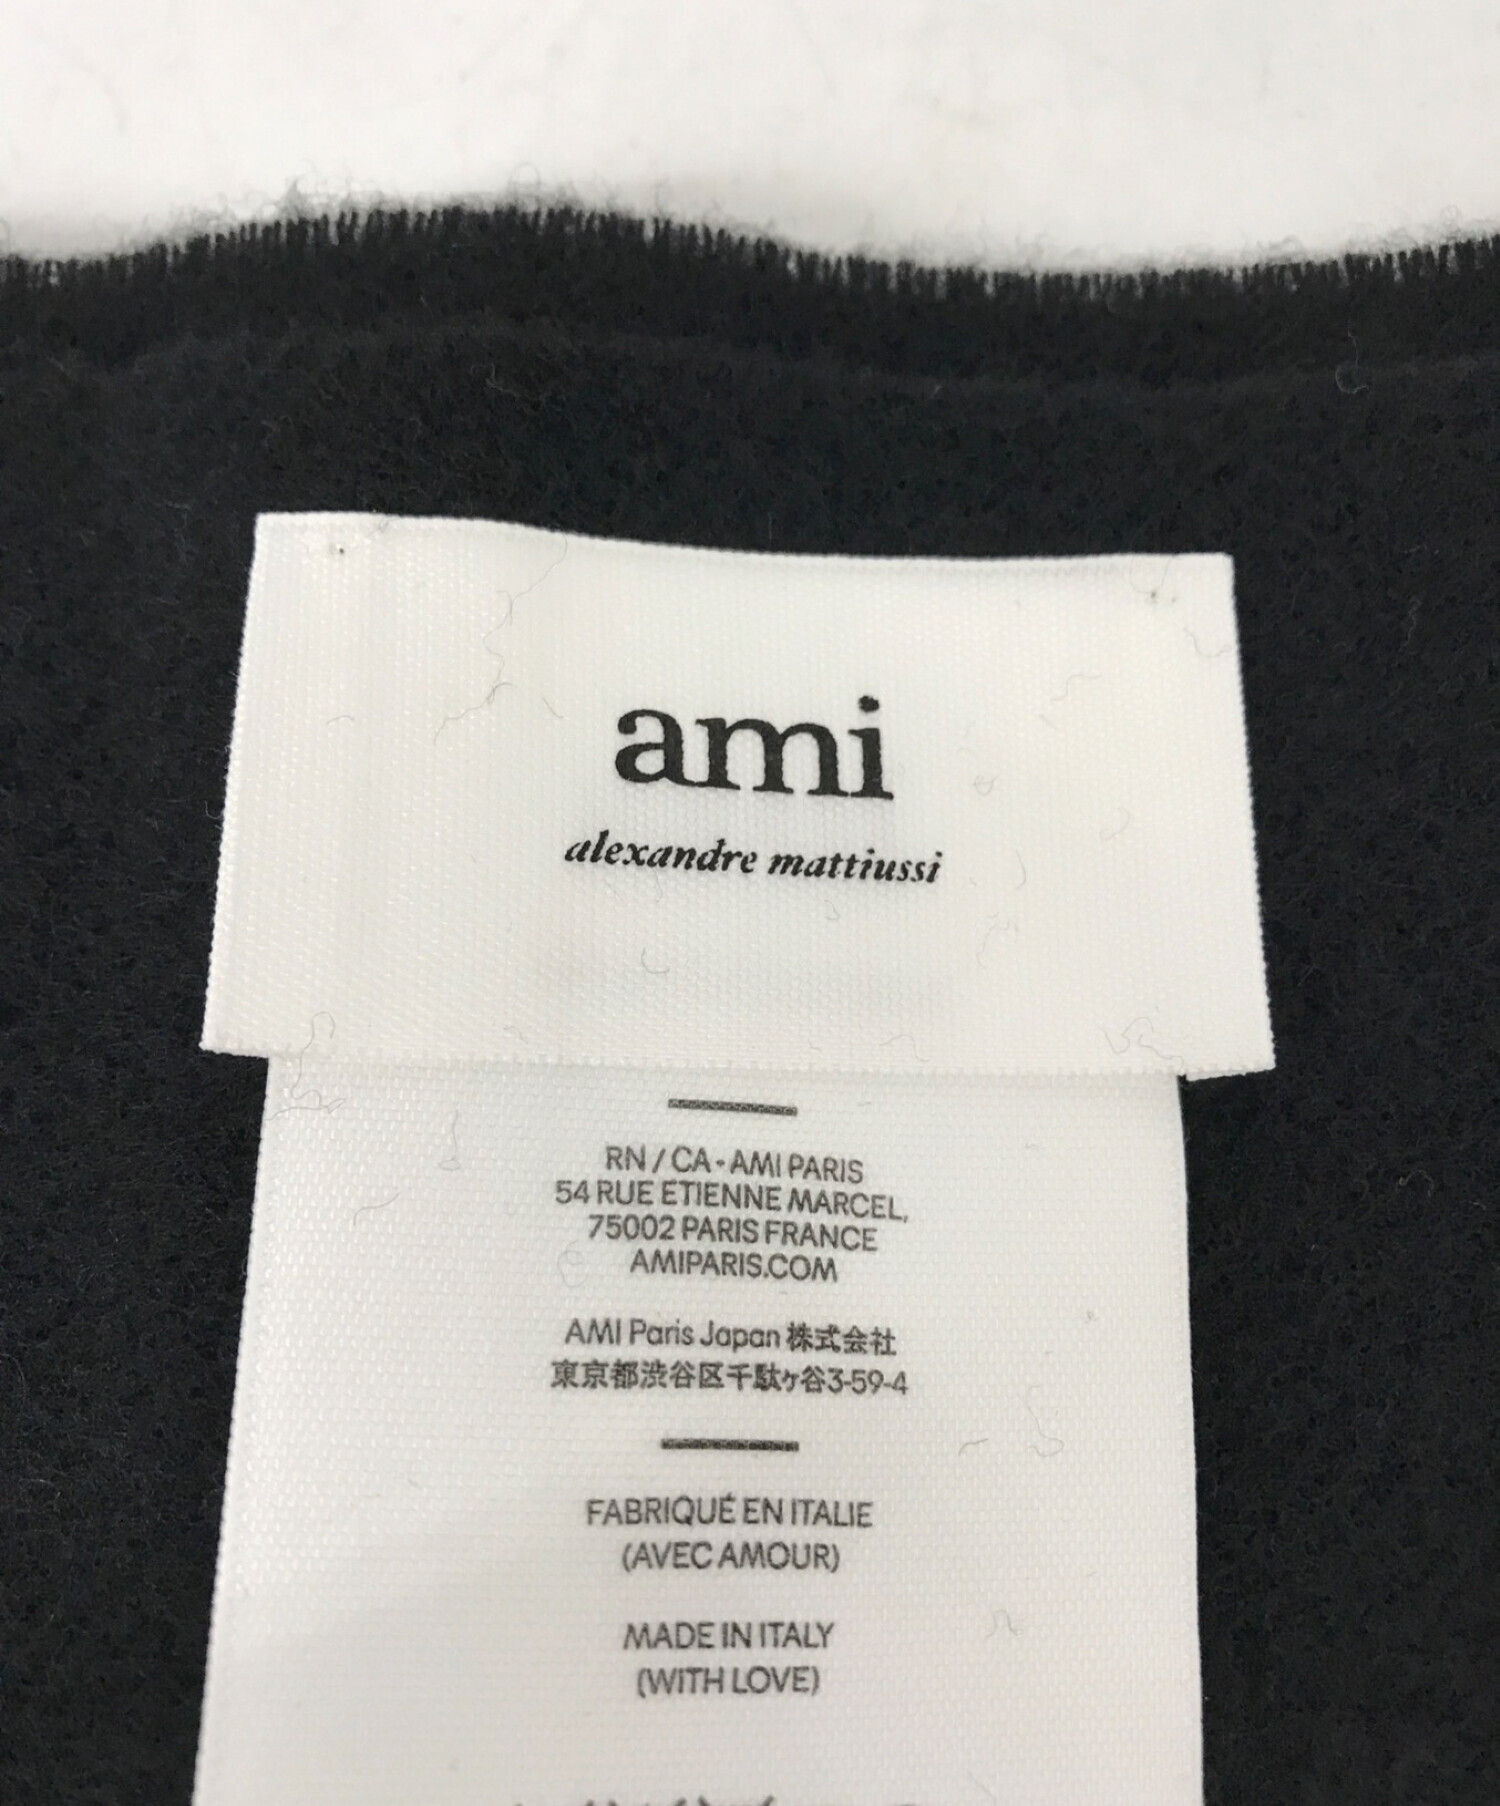 ami
alexandre mattiussi
RN / CA - AMI PARIS
54 RUE ETIENNE MARCEL,
75002 PARIS FRANCE
AMIPARIS.COM
AMI Paris Japan 株式会社
東京都渋谷区千駄ヶ谷3-59-4
FABRIQUÉ EN ITALIE
(AVEC AMOUR)
MADE IN ITALY
(WITH LOVE)